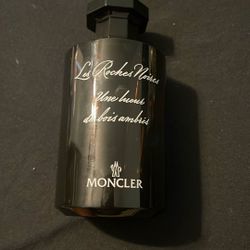 Les Roches Noires
Une lueur
de bois ambrés
MONCLER